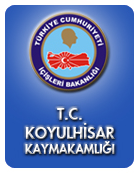 TÜRKİYE CUMHURİYETİ
İÇİŞLERİ BAKANLIĞI
T.C.
KOYULHİSAR
KAYMAKAMLIĞI